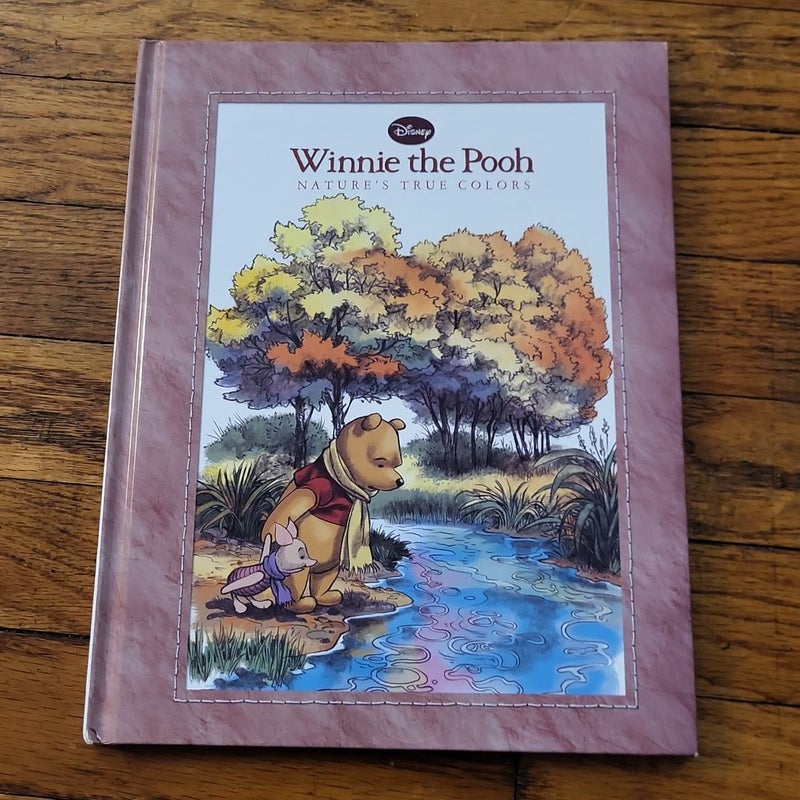 Disney
Winnie the Pooh
NATURE'S TRUE COLORS